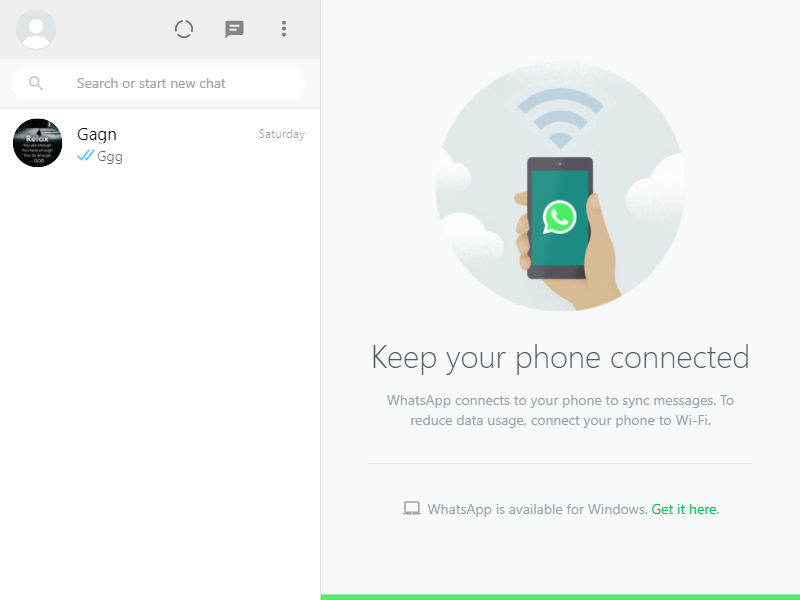 Search or start new chat
Gagn
Saturday
Ggg
Relax
You are enough
You have enough
You do enough
- GOD
Keep your phone connected
WhatsApp connects to your phone to sync messages. To
reduce data usage, connect your phone to Wi-Fi.
WhatsApp is available for Windows. Get it here.